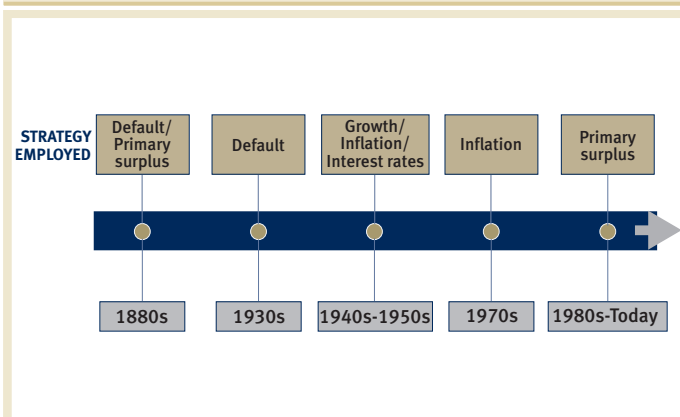 STRATEGY
EMPLOYED
Default/
Primary
surplus
Default
Growth/
Inflation/
Interest rates
Inflation
Primary
surplus
1880s
1930s
1940s-1950s
1970s
1980s-Today